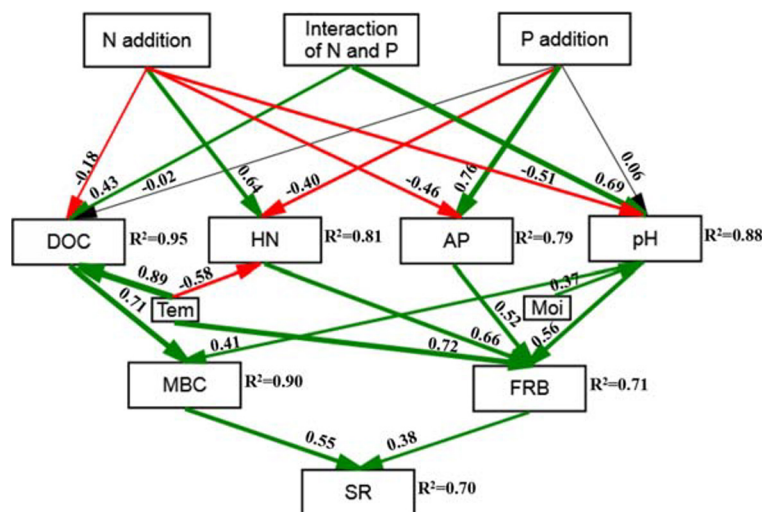 N addition
Interaction
of N and P
P addition
-0.18
0.43
-0.02
0.64
-0.40
-0.46
0.76
-0.51
0.69
0.06
DOC
R²=0.95
HN
R²=0.81
AP
R²=0.79
pH
R²=0.88
0.89
-0.58
0.37
0.71
Tem
Moi
0.52
0.56
0.66
0.72
0.41
MBC
R²=0.90
FRB
R²=0.71
0.55
0.38
SR
R²=0.70